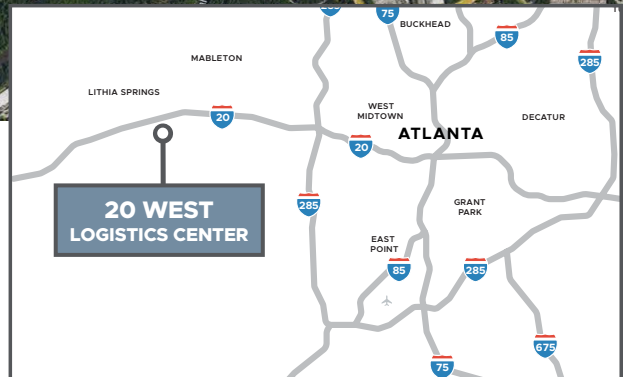 75
BUCKHEAD
85
MABLETON
285
LITHIA SPRINGS
20
WEST
MIDTOWN
DECATUR
ATLANTA
20
20 WEST
LOGISTICS CENTER
285
GRANT
PARK
EAST
POINT
85
285
675
75